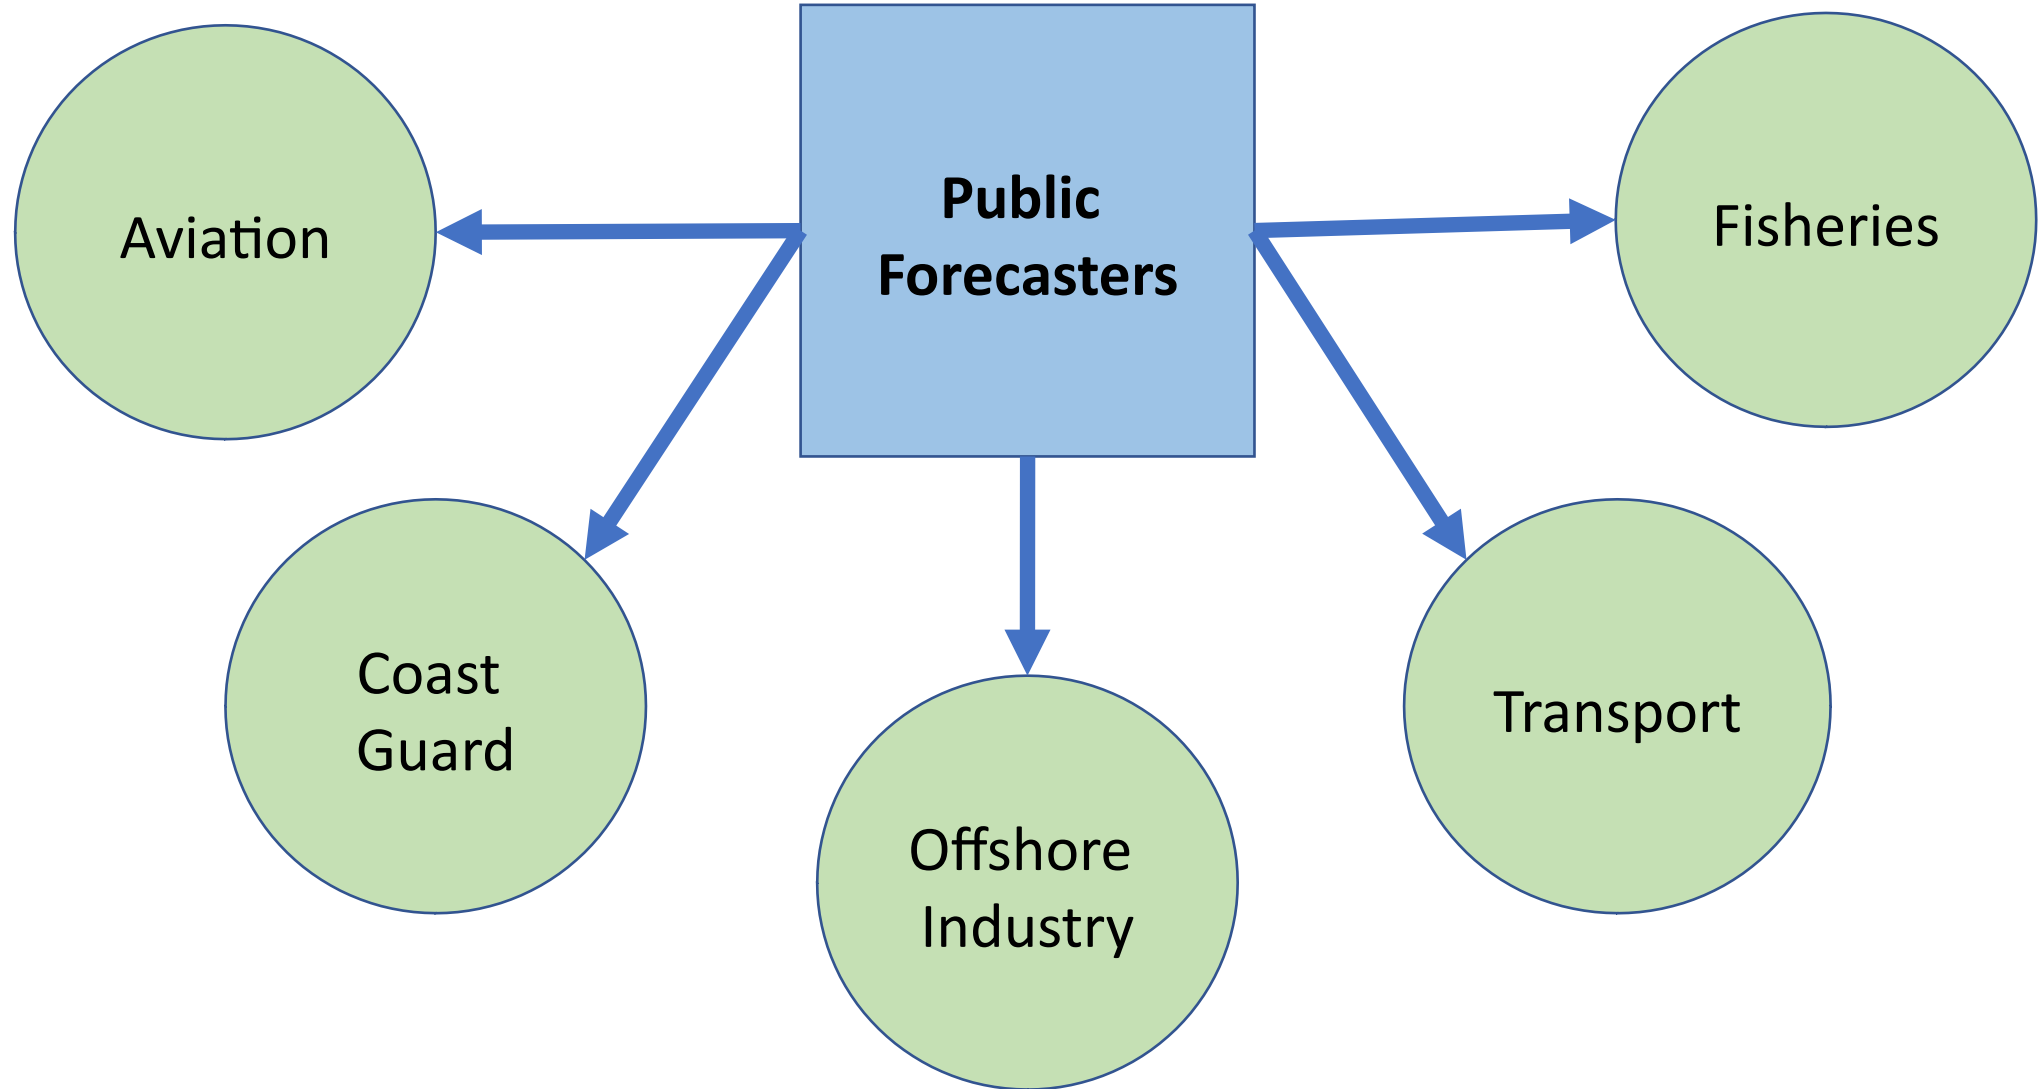 Public
Forecasters
Aviation
Fisheries
Coast
Guard
Offshore
Industry
Transport